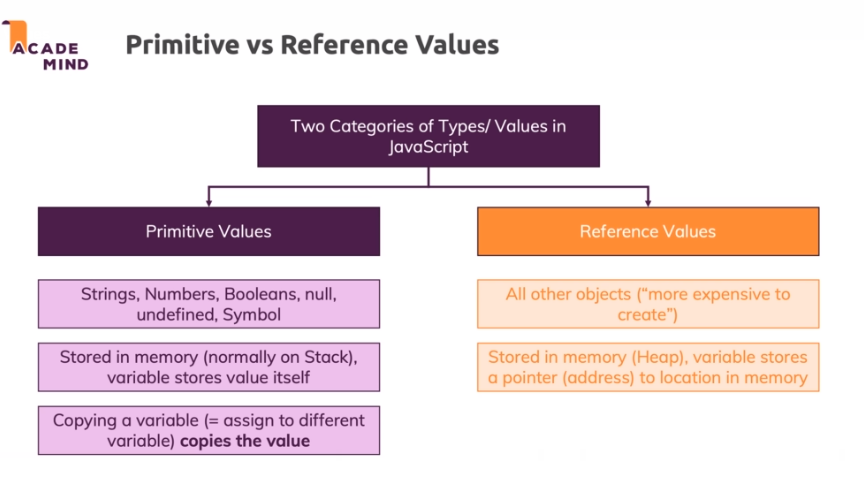 ACADE
MIND
Primitive vs Reference Values
Two Categories of Types/ Values in
JavaScript
Primitive Values
Reference Values
Strings, Numbers, Booleans, null,
undefined, Symbol
All other objects (“more expensive to
create”)
Stored in memory (normally on Stack),
variable stores value itself
Stored in memory (Heap), variable stores
a pointer (address) to location in memory
Copying a variable (= assign to different
variable) copies the value